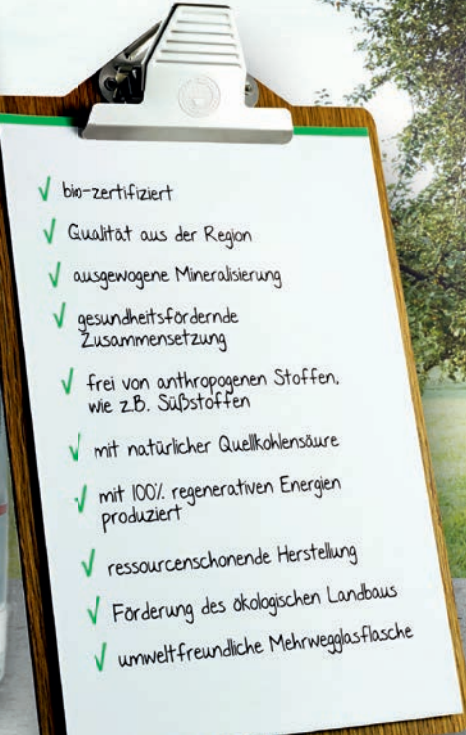 √ bio-zertifiziert
√ Qualität aus der Region
√ ausgewogene Mineralisierung
√ gesundheitsfördernde
Zusammensetzung
√ frei von anthropogenen Stoffen,
wie z.B. Süßstoffen
√ mit natürlicher Quellkohlensäure
√ mit 100% regenerativen Energien
produziert
√ ressourcenschonende Herstellung
√ Förderung des ökologischen Landbaus
√ umweltfreundliche Mehrwegglasflasche